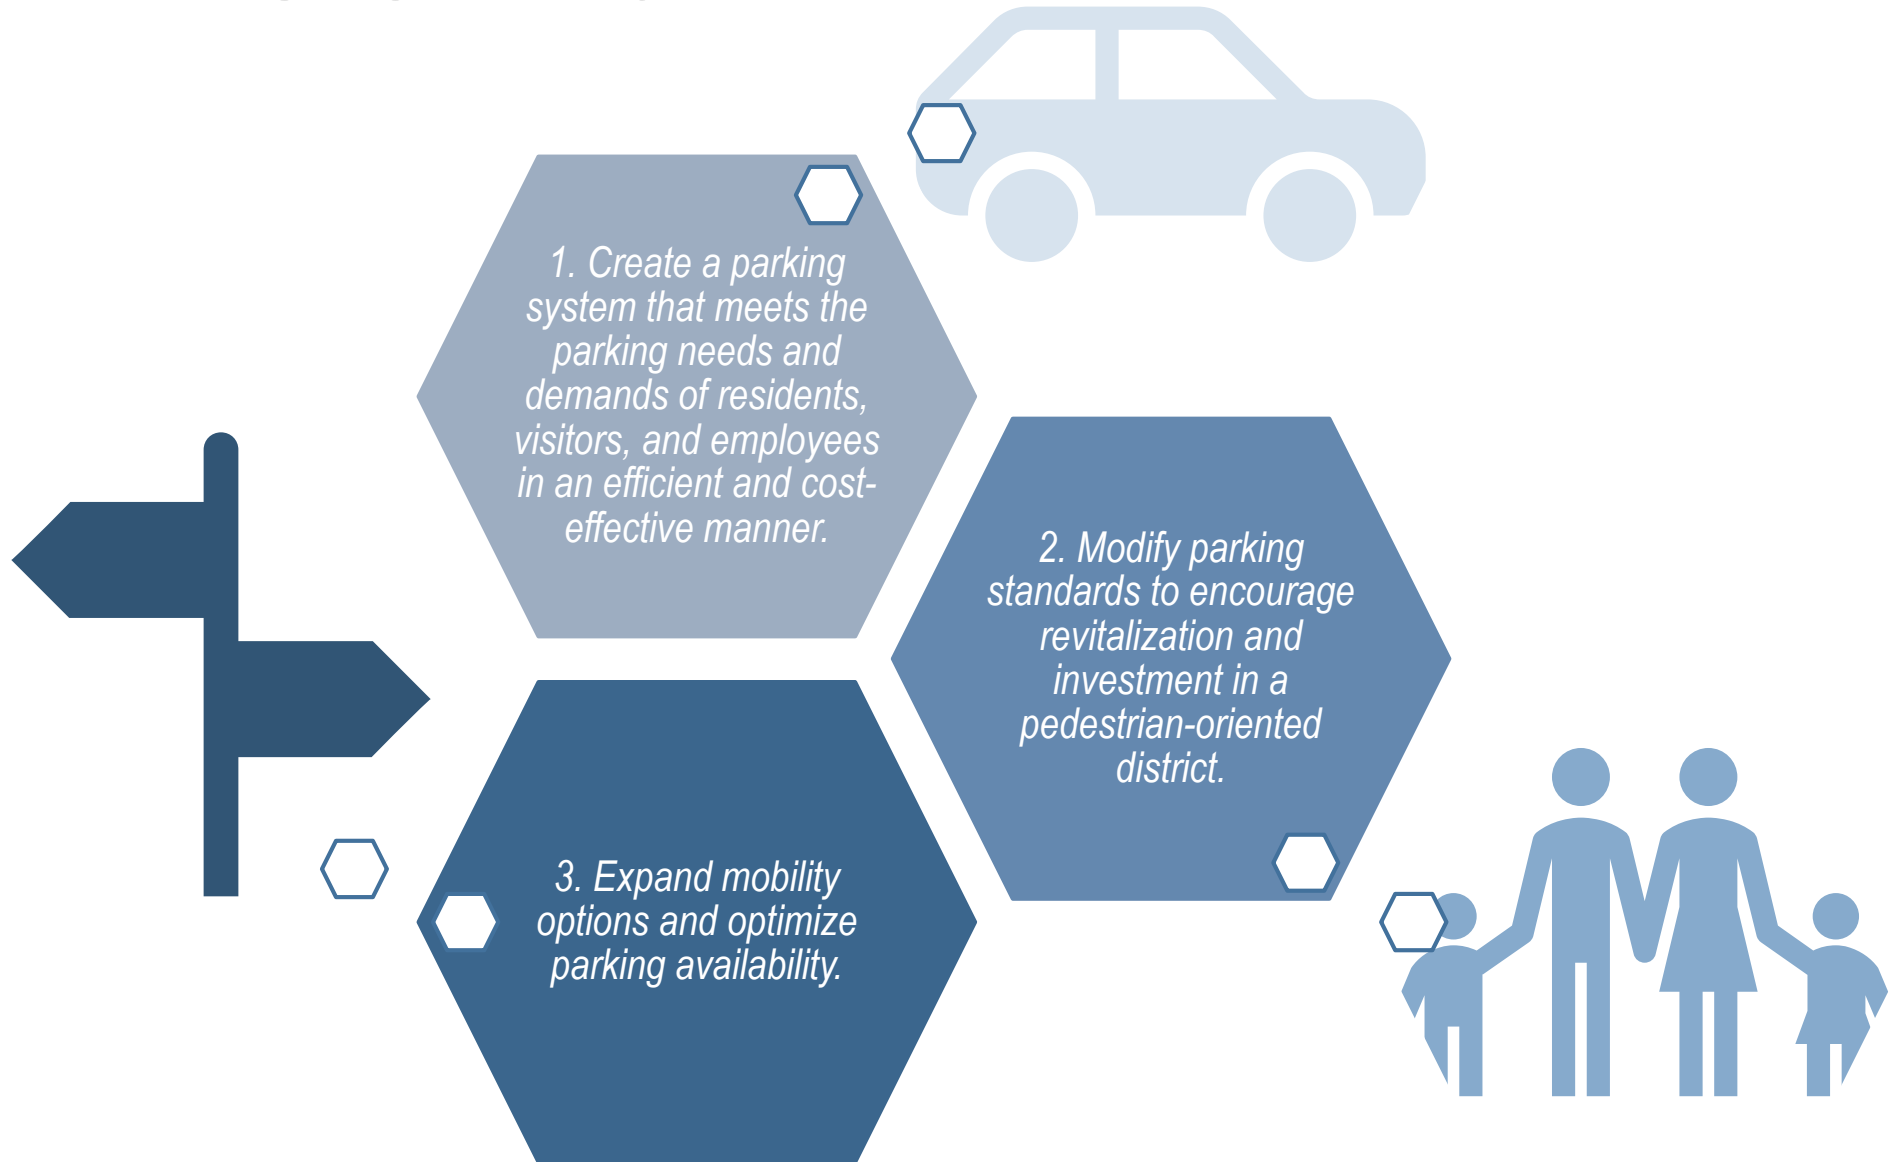 1. Create a parking
system that meets the
parking needs and
demands of residents,
visitors, and employees
in an efficient and cost-
effective manner.
2. Modify parking
standards to encourage
revitalization and
investment in a
pedestrian-oriented
district.
3. Expand mobility
options and optimize
parking availability.